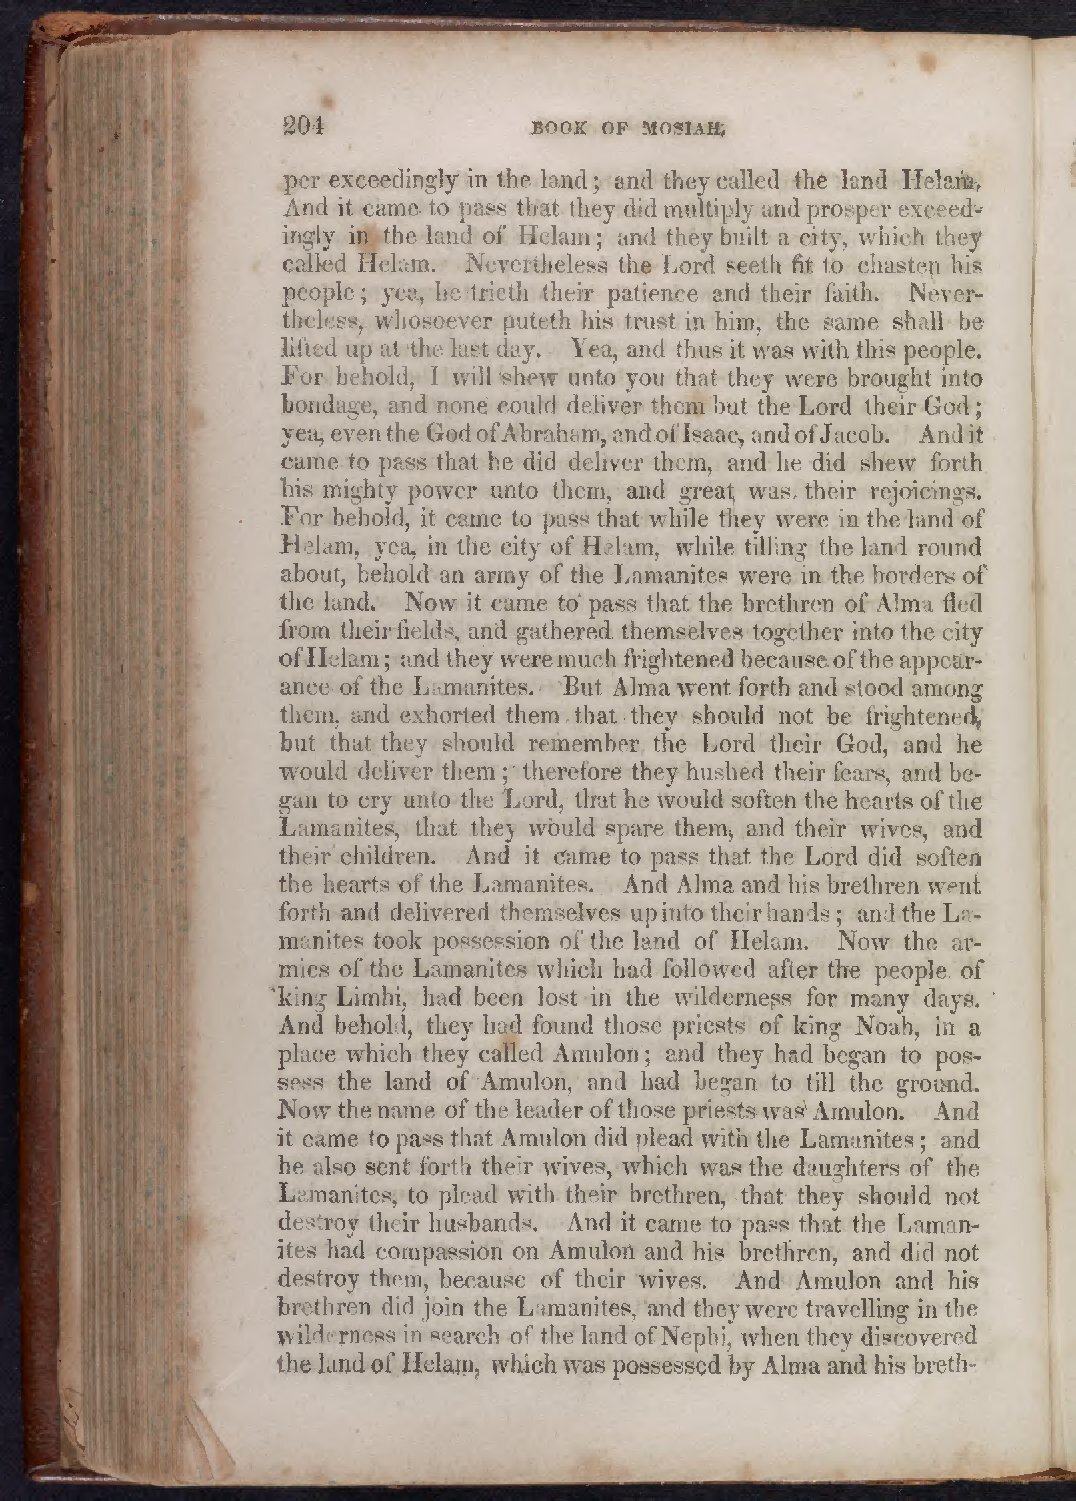 204 BOOK OF MOSIAH.
per exceedingly in the land; and they called the land Helam.
And it came to pass that they did multiply and prosper exceed-
ingly in the land of Helam; and they built a city, which they
called Helam. Nevertheless the Lord seeth fit to chasten his
people; yea, he trieth their patience and their faith. Never-
theless, whosoever puteth his trust in him, the same shall be
lifted up at the last day. Yea, and thus it was with this people.
For behold, I will shew unto you that they were brought into
bondage, and none could deliver them but the Lord their God;
yea, even the God of Abraham, and of Isaac, and of Jacob. And it
came to pass that he did deliver them, and he did shew forth
his mighty power unto them, and great was their rejoicings.
For behold, it came to pass that while they were in the land of
Helam, yea, in the city of Helam, while tilling the land round
about, behold an army of the Lamanites were in the borders of
the land. Now it came to pass that the brethren of Alma fled
from their fields, and gathered themselves together into the city
of Helam; and they were much frightened because of the appear-
ance of the Lamanites. But Alma went forth and stood among
them, and exhorted them that they should not be frightened,
but that they should remember the Lord their God, and he
would deliver them; therefore they hushed their fears, and be-
gan to cry unto the Lord, that he would soften the hearts of the
Lamanites, that they would spare them, and their wives, and
their children. And it came to pass that the Lord did soften
the hearts of the Lamanites. And Alma and his brethren went
forth and delivered themselves up into their hands; and the La-
manites took possession of the land of Helam. Now the ar-
mies of the Lamanites which had followed after the people of
king Limhi, had been lost in the wilderness for many days.
And behold, they had found those priests of king Noah, in a
place which they called Amulon; and they had began to pos-
sess the land of Amulon, and had began to till the ground.
Now the name of the leader of those priests was Amulon. And
it came to pass that Amulon did plead with the Lamanites; and
he also sent forth their wives, which was the daughters of the
Lamanites, to plead with their brethren, that they should not
destroy their husbands. And it came to pass that the Laman-
ites had compassion on Amulon and his brethren, and did not
destroy them, because of their wives. And Amulon and his
brethren did join the Lamanites, and they were travelling in the
wilderness in search of the land of Nephi, when they discovered
the land of Helam, which was possessed by Alma and his breth-